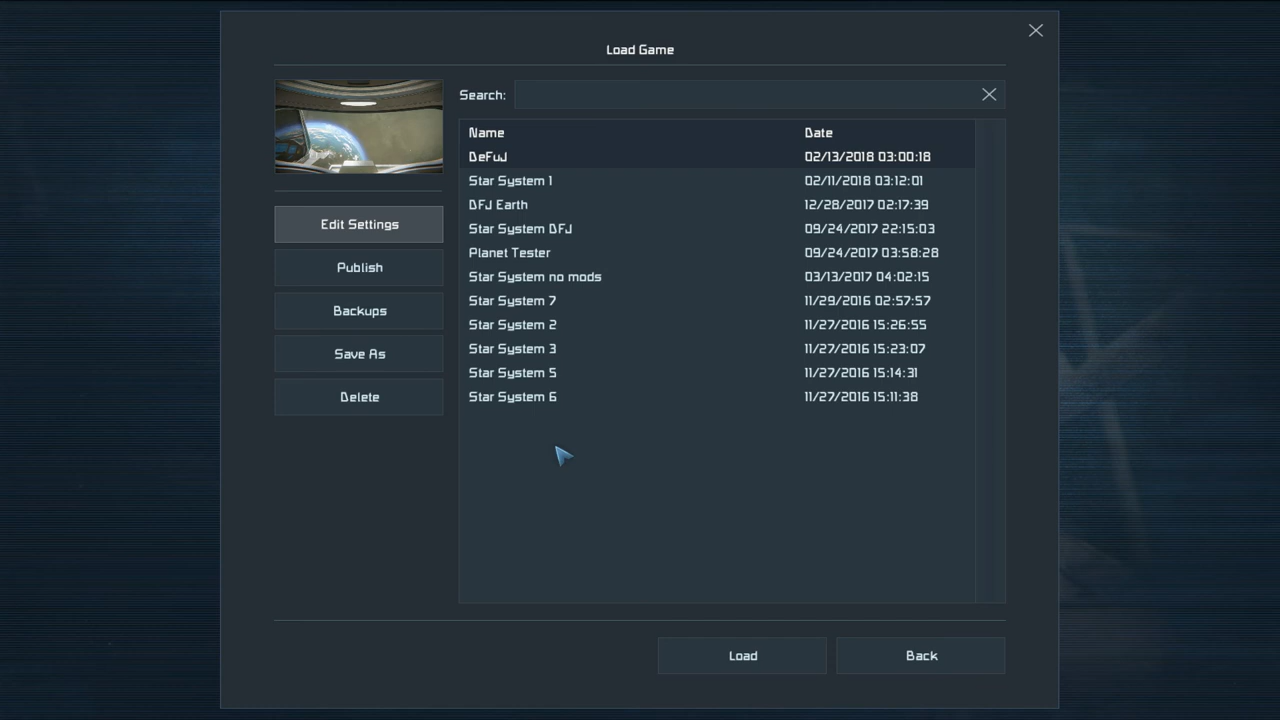 Load Game
Search:
Name Date
DeFuJ 02/13/2018 03:00:18
Star System 1 02/11/2018 03:12:01
DFJ Earth 12/28/2017 02:17:39
Star System DFJ 09/24/2017 22:15:03
Planet Tester 09/24/2017 03:58:28
Star System no mods 03/13/2017 04:02:15
Star System 7 11/29/2016 02:57:57
Star System 2 11/27/2016 15:26:55
Star System 3 11/27/2016 15:23:07
Star System 5 11/27/2016 15:14:31
Star System 6 11/27/2016 15:11:38
Edit Settings
Publish
Backups
Save As
Delete
Load Back